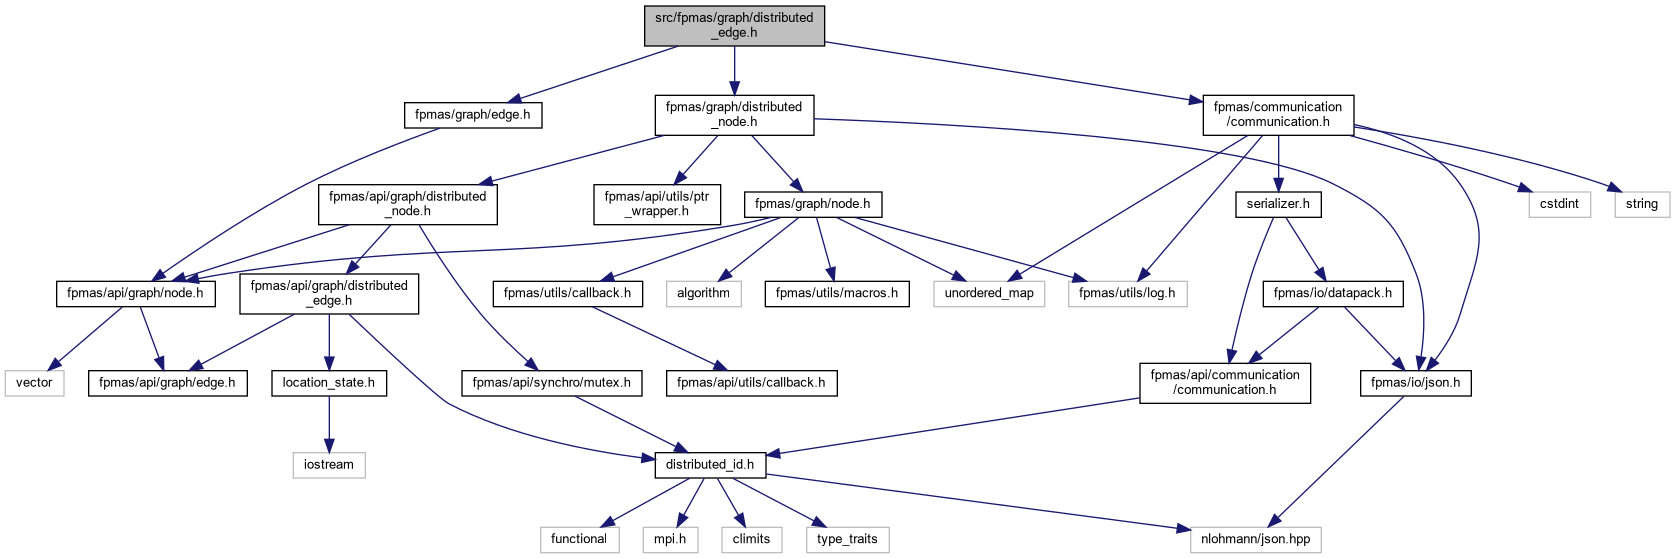 src/fpmas/graph/distributed
_edge.h
fpmas/graph/edge.h
fpmas/graph/distributed
_node.h
fpmas/communication
/communication.h
fpmas/api/graph/distributed
_node.h
fpmas/api/utils/ptr
_wrapper.h
fpmas/graph/node.h
serializer.h
cstdint
string
fpmas/api/graph/node.h
fpmas/api/graph/distributed
_edge.h
fpmas/utils/callback.h
algorithm
fpmas/utils/macros.h
unordered_map
fpmas/utils/log.h
fpmas/io/datapack.h
vector
fpmas/api/graph/edge.h
location_state.h
fpmas/api/synchro/mutex.h
fpmas/api/utils/callback.h
fpmas/api/communication
/communication.h
fpmas/io/json.h
iostream
distributed_id.h
functional
mpi.h
climits
type_traits
nlohmann/json.hpp